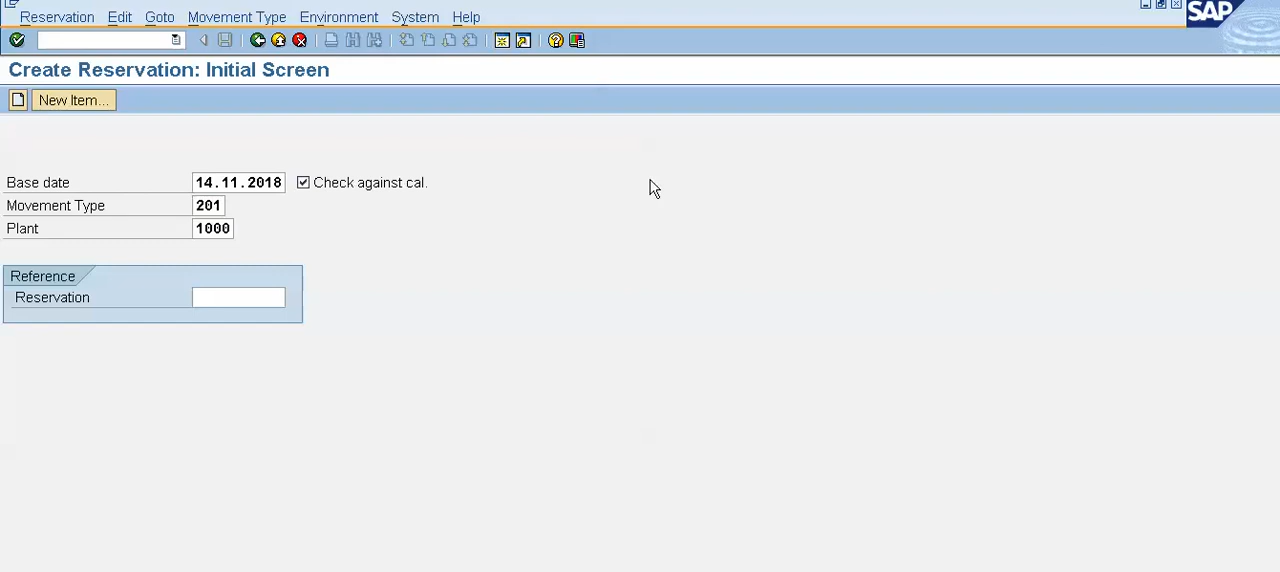 Reservation Edit Goto Movement Type Environment System Help
SAP
Create Reservation: Initial Screen
New Item...
Base date 14.11.2018 Check against cal.
Movement Type 201
Plant 1000
Reference
Reservation